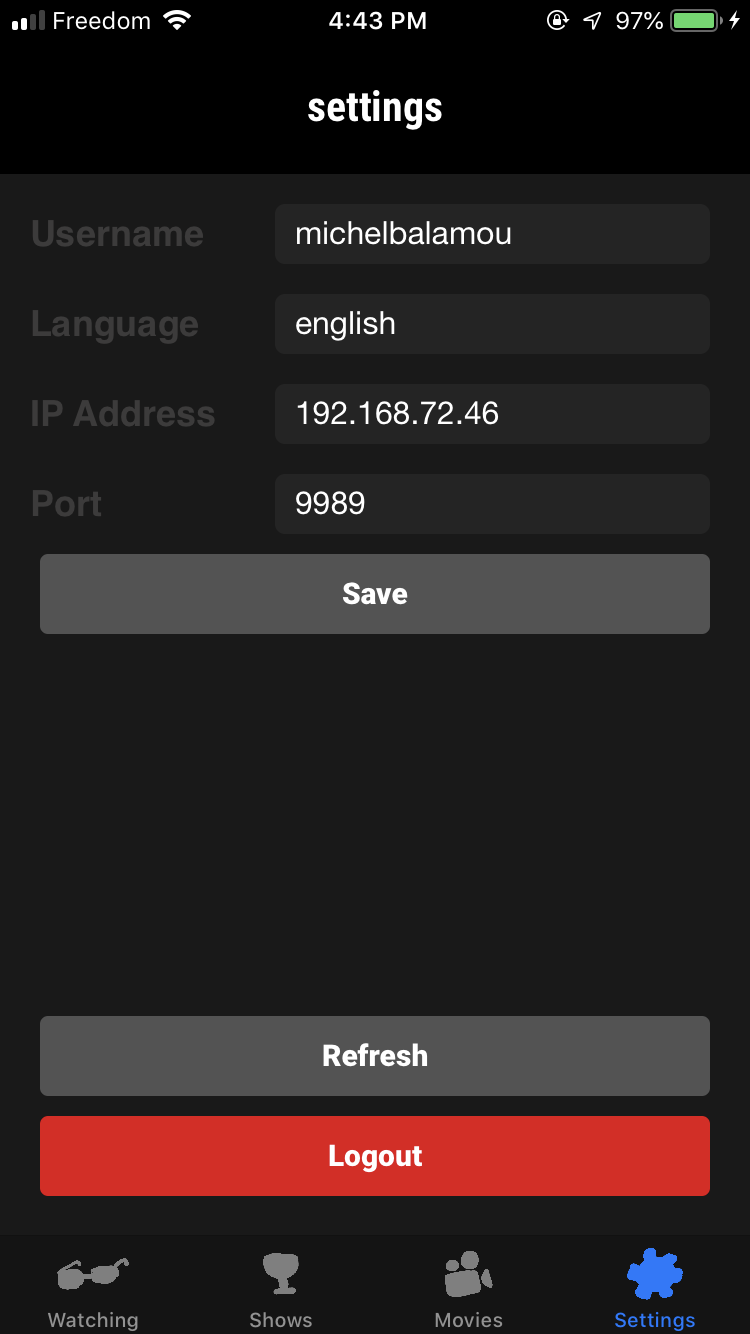 Freedom 4:43 PM 97%
settings
Username michelbalamou
Language english
IP Address 192.168.72.46
Port 9989
Save
Refresh
Logout
Watching Shows Movies Settings